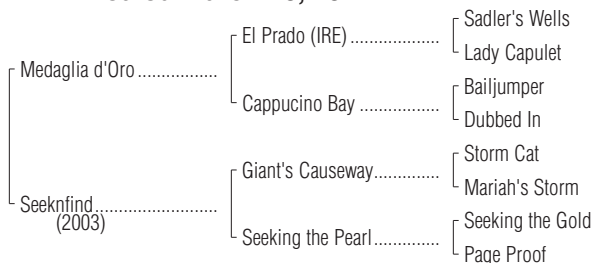 Sadler's Wells
El Prado (IRE)
Lady Capulet
Medaglia d'Oro
Bailjumper
Cappucino Bay
Dubbed In
Storm Cat
Giant's Causeway
Mariah's Storm
Seeknfind
(2003)
Seeking the Gold
Seeking the Pearl
Page Proof